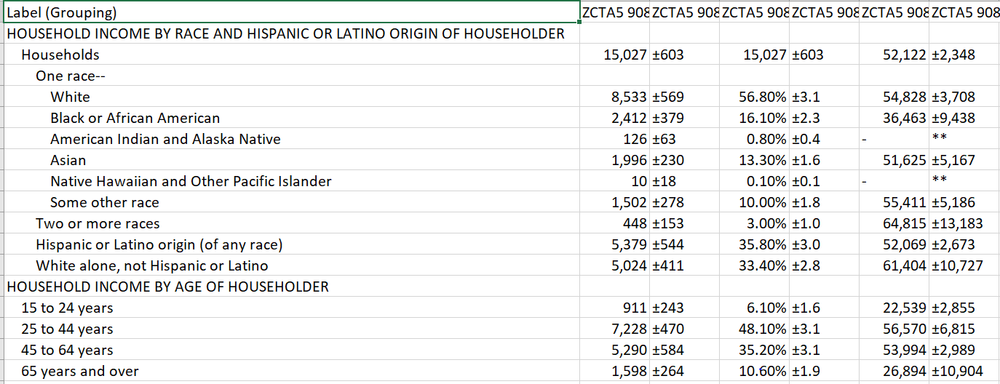 Label (Grouping) ZCTA5 908 ZCTA5 908 ZCTA5 908 ZCTA5 908 ZCTA5 908 ZCTA5 908
HOUSEHOLD INCOME BY RACE AND HISPANIC OR LATINO ORIGIN OF HOUSEHOLDER
Households 15,027 ±603 15,027 ±603 52,122 ±2,348
One race--
White 8,533 ±569 56.80% ±3.1 54,828 ±3,708
Black or African American 2,412 ±379 16.10% ±2.3 36,463 ±9,438
American Indian and Alaska Native 126 ±63 0.80% ±0.4 - **
Asian 1,996 ±230 13.30% ±1.6 51,625 ±5,167
Native Hawaiian and Other Pacific Islander 10 ±18 0.10% ±0.1 - **
Some other race 1,502 ±278 10.00% ±1.8 55,411 ±5,186
Two or more races 448 ±153 3.00% ±1.0 64,815 ±13,183
Hispanic or Latino origin (of any race) 5,379 ±544 35.80% ±3.0 52,069 ±2,673
White alone, not Hispanic or Latino 5,024 ±411 33.40% ±2.8 61,404 ±10,727
HOUSEHOLD INCOME BY AGE OF HOUSEHOLDER
15 to 24 years 911 ±243 6.10% ±1.6 22,539 ±2,855
25 to 44 years 7,228 ±470 48.10% ±3.1 56,570 ±6,815
45 to 64 years 5,290 ±584 35.20% ±3.1 53,994 ±2,989
65 years and over 1,598 ±264 10.60% ±1.9 26,894 ±10,904